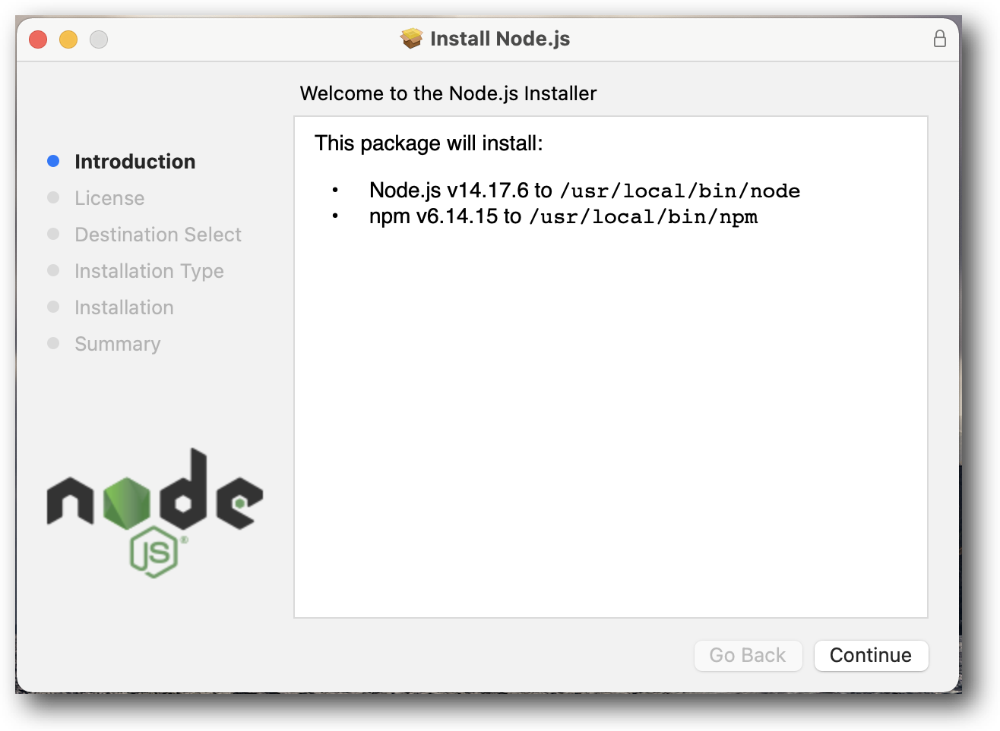 Install Node.js
Welcome to the Node.js Installer
Introduction
License
Destination Select
Installation Type
Installation
Summary
This package will install:
• Node.js v14.17.6 to /usr/local/bin/node
• npm v6.14.15 to /usr/local/bin/npm
node
JS®
Go Back
Continue